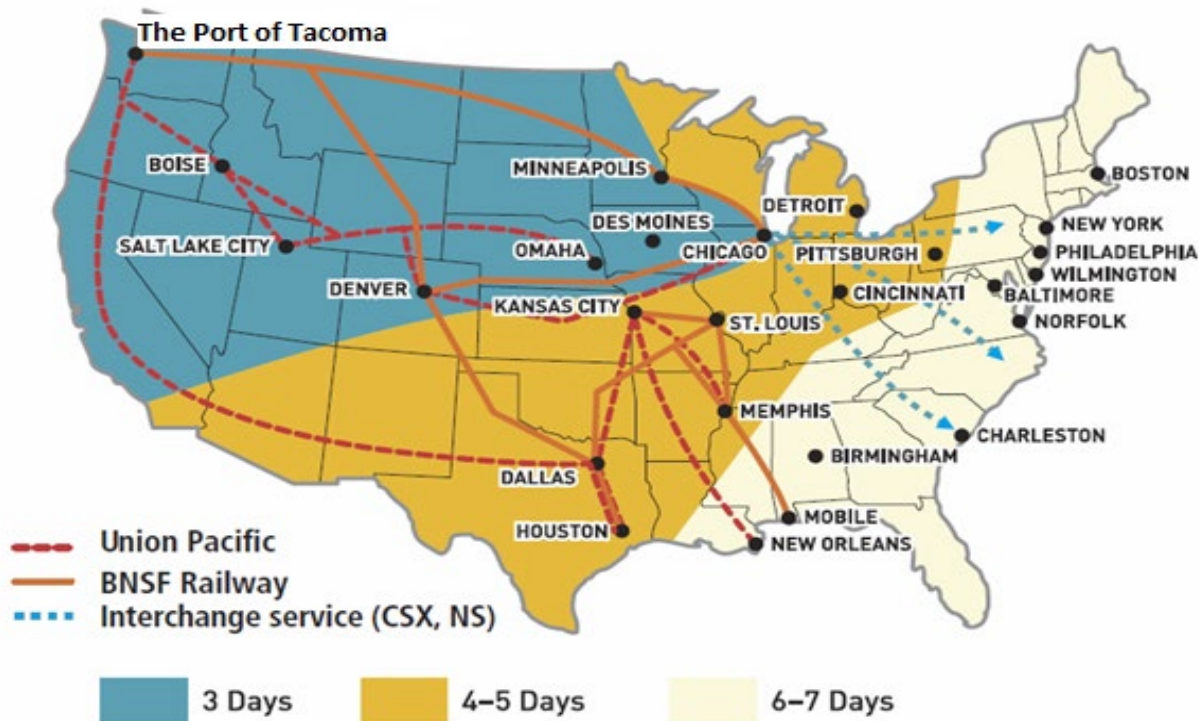 The Port of Tacoma
BOISE
MINNEAPOLIS
BOSTON
DETROIT
NEW YORK
DES MOINES
SALT LAKE CITY
OMAHA
CHICAGO
PITTSBURGH
PHILADELPHIA
WILMINGTON
DENVER
KANSAS CITY
CINCINNATI
BALTIMORE
ST. LOUIS
NORFOLK
MEMPHIS
CHARLESTON
BIRMINGHAM
DALLAS
HOUSTON
MOBILE
NEW ORLEANS
Union Pacific
BNSF Railway
Interchange service (CSX, NS)
3 Days
4–5 Days
6–7 Days